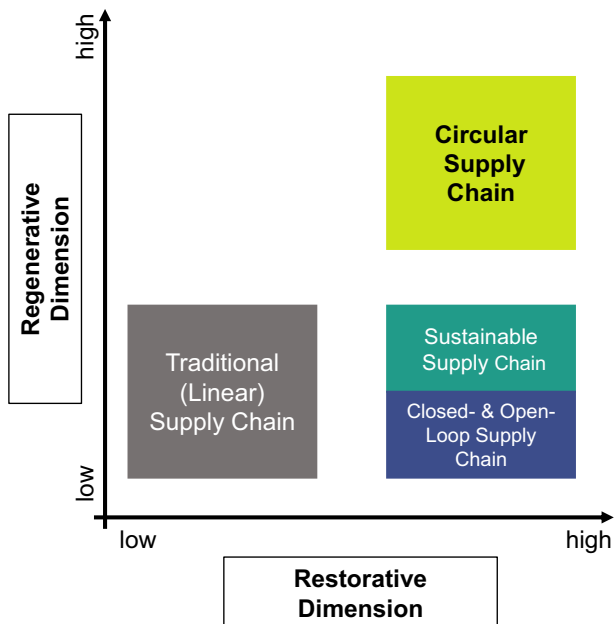 high
Regenerative
Dimension
low
Circular
Supply
Chain
Traditional
(Linear)
Supply Chain
Sustainable
Supply Chain
Closed- & Open-
Loop Supply
Chain
low
high
Restorative
Dimension